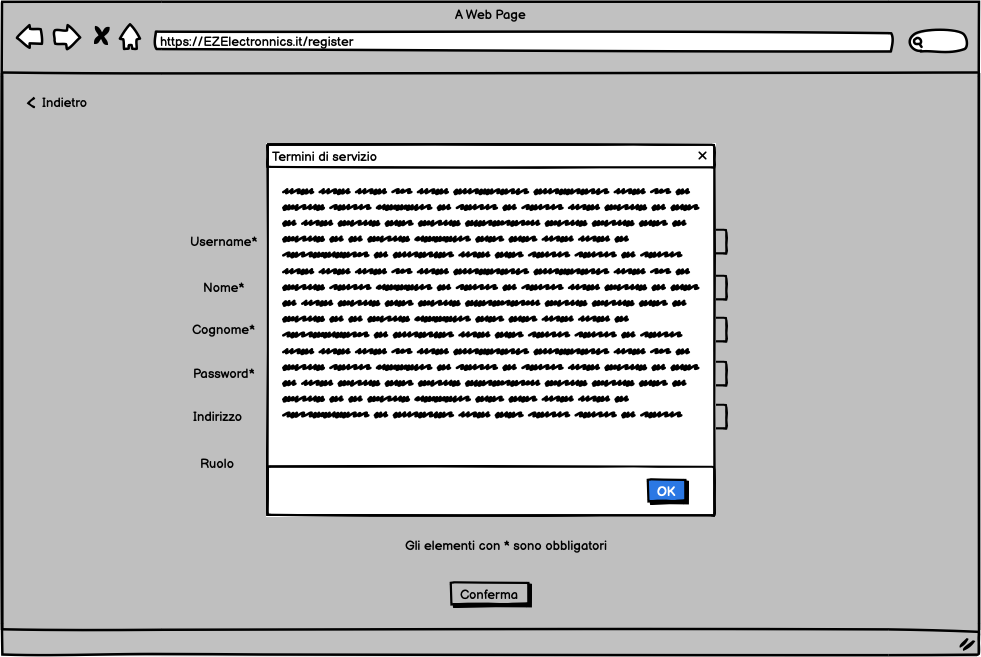 A Web Page
https://EZElectronnics.it/register
Indietro
Termini di servizio
Username*
Nome*
Cognome*
Password*
Indirizzo
Ruolo
OK
Gli elementi con * sono obbligatori
Conferma